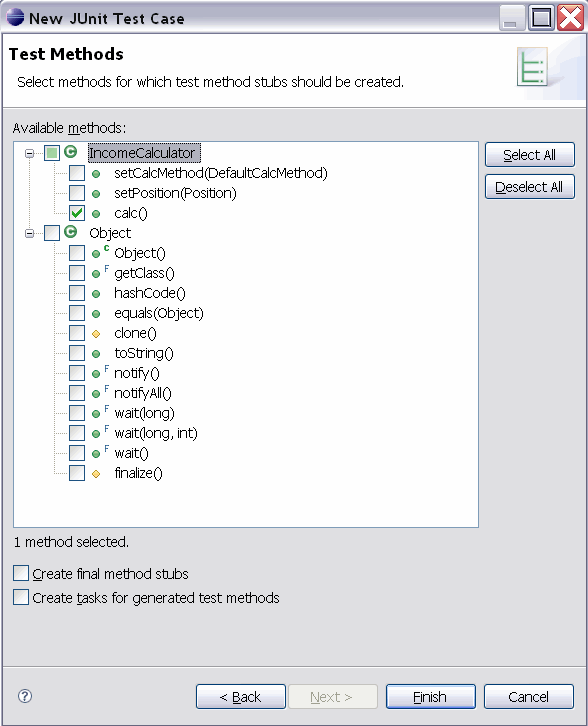 New JUnit Test Case
Test Methods
Select methods for which test method stubs should be created.
Available methods:
IncomeCalculator
setCalcMethod(DefaultCalcMethod)
setPosition(Position)
calc()
Object
C Object()
F getClass()
hashCode()
equals(Object)
clone()
toString()
F notify()
F notifyAll()
F wait(long)
F wait(long, int)
F wait()
finalize()
Select All
Deselect All
1 method selected.
Create final method stubs
Create tasks for generated test methods
? < Back Next > Finish Cancel